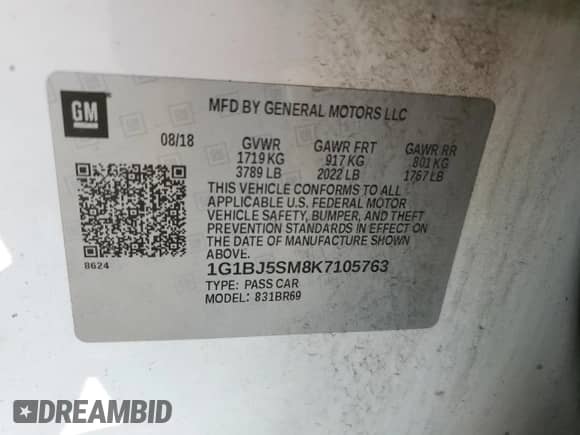 GM
MFD BY GENERAL MOTORS LLC
08/18 GVWR GAWR FRT GAWR RR
1719 KG 917 KG 801 KG
3789 LB 2022 LB 1767 LB
THIS VEHICLE CONFORMS TO ALL
APPLICABLE U.S. FEDERAL MOTOR
VEHICLE SAFETY, BUMPER, AND THEFT
PREVENTION STANDARDS IN EFFECT ON
THE DATE OF MANUFACTURE SHOWN
ABOVE.
8624
1G1BJ5SM8K7105763
TYPE: PASS CAR
MODEL: 831BR69
DREAMBID